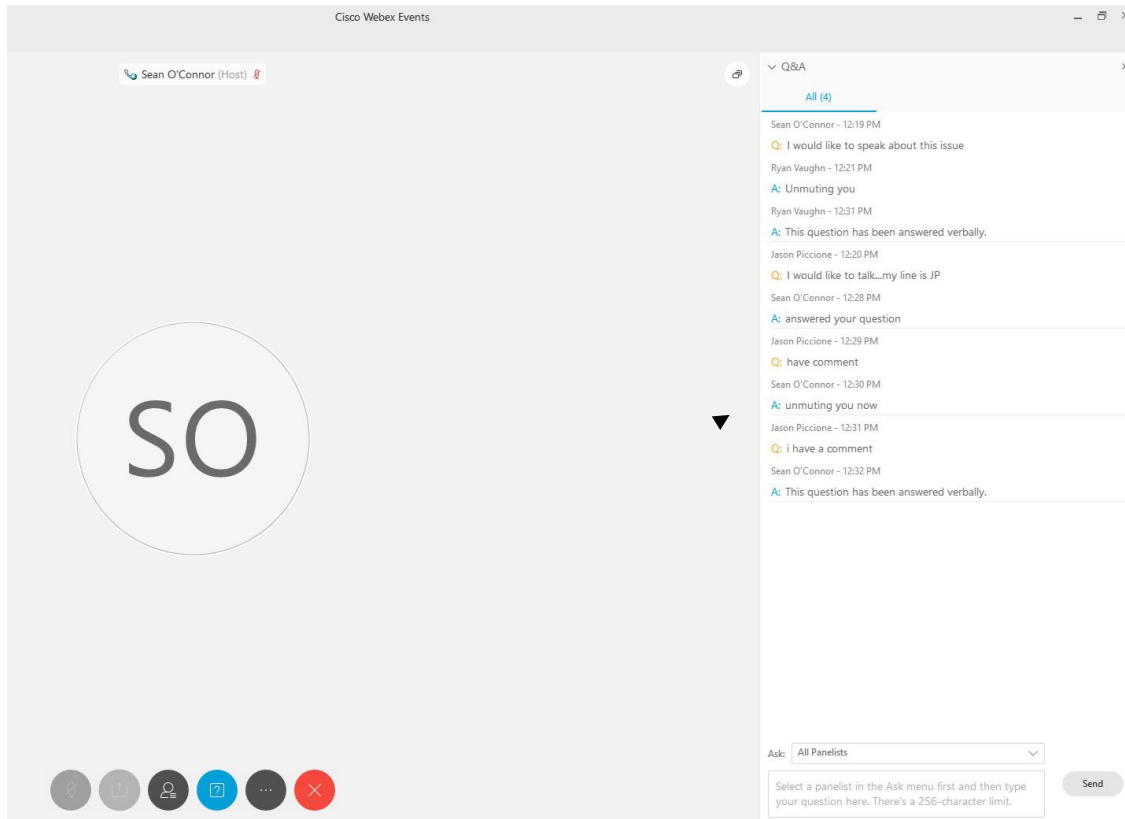 Cisco Webex Events
Sean O'Connor (Host)
SO
Q&A
All (4)
Sean O'Connor - 12:19 PM
Q: I would like to speak about this issue
Ryan Vaughn - 12:21 PM
A: Unmuting you
Ryan Vaughn - 12:31 PM
A: This question has been answered verbally.
Jason Piccione - 12:20 PM
Q: I would like to talk...my line is JP
Sean O'Connor - 12:28 PM
A: answered your question
Jason Piccione - 12:29 PM
Q: have comment
Sean O'Connor - 12:30 PM
A: unmuting you now
Jason Piccione - 12:31 PM
Q: i have a comment
Sean O'Connor - 12:32 PM
A: This question has been answered verbally.
Ask: All Panelists
Select a panelist in the Ask menu first and then type
your question here. There's a 256-character limit.
Send